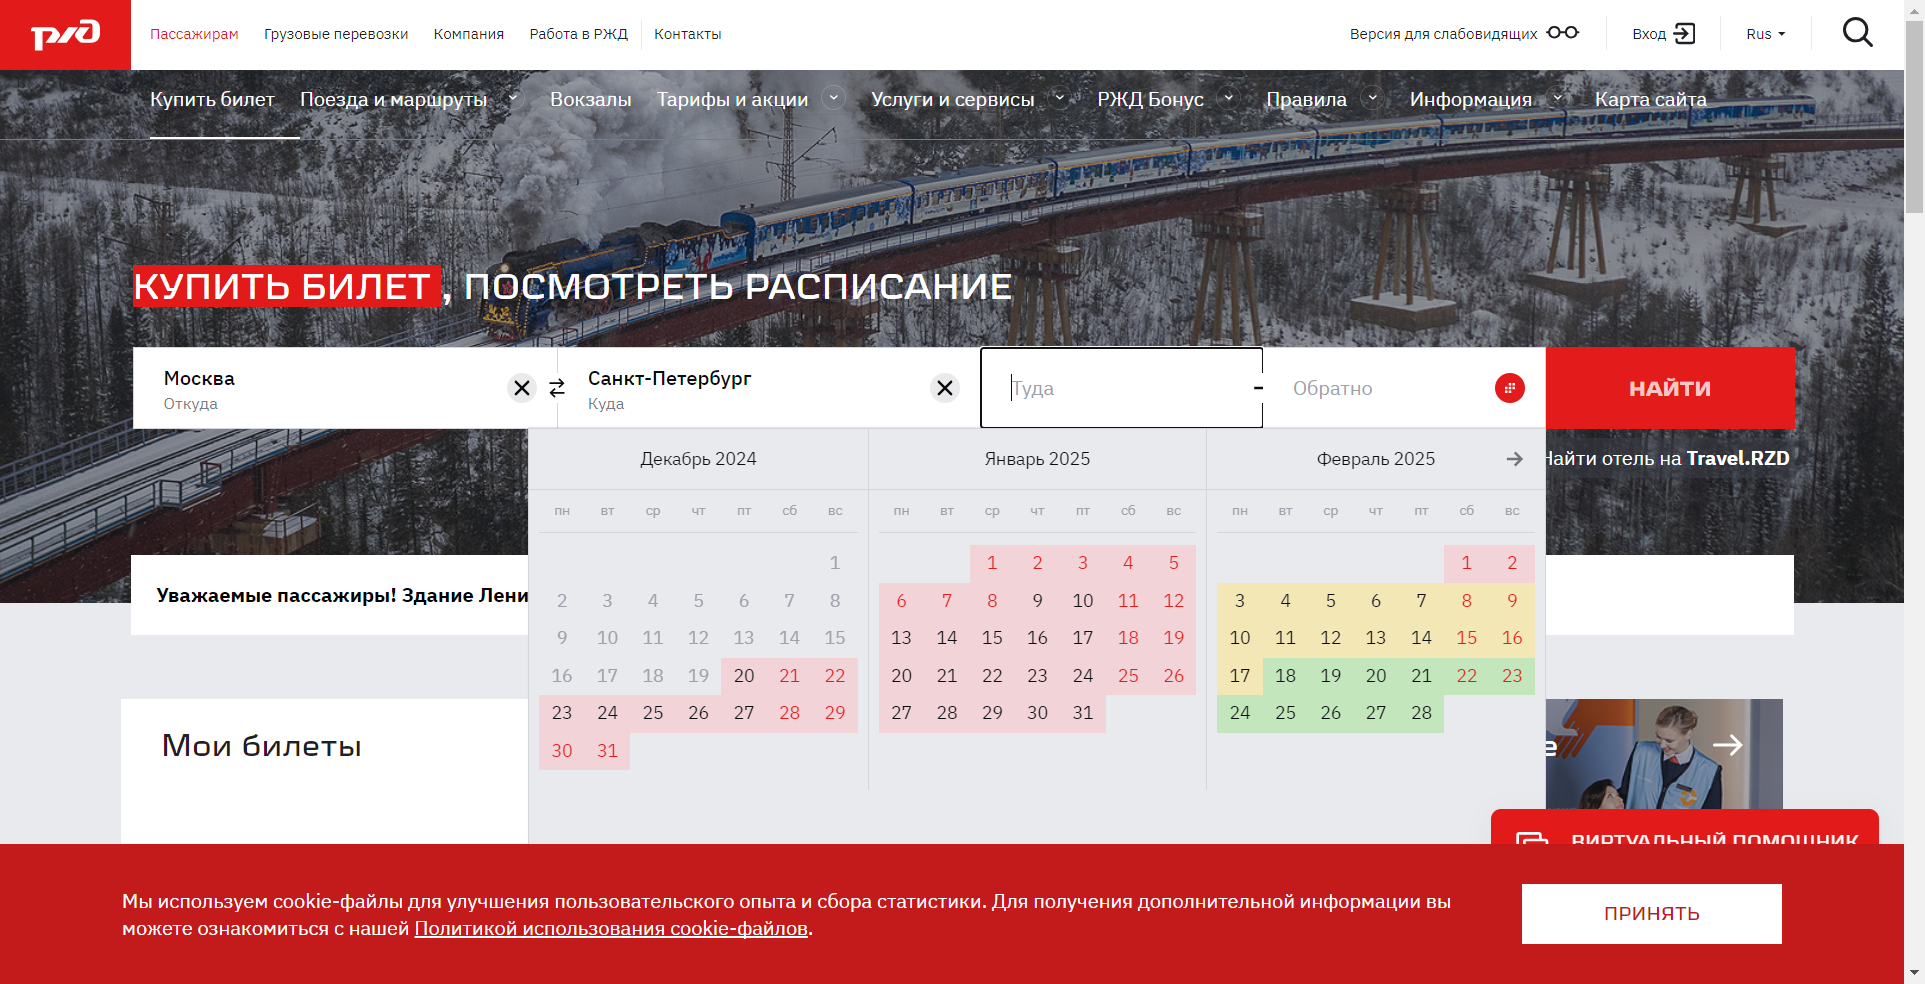 ржд
Пассажирам Грузовые перевозки Компания Работа в РЖД Контакты Версия для слабовидящих Вход Rus
Купить билет Поезда и маршруты Вокзалы Тарифы и акции Услуги и сервисы РЖД Бонус Правила Информация Карта сайта
КУПИТЬ БИЛЕТ , ПОСМОТРЕТЬ РАСПИСАНИЕ
Москва
Откуда
Санкт-Петербург
Куда
Туда
Обратно
НАЙТИ
Найти отель на Travel.RZD
Декабрь 2024
пн вт ср чт пт сб вс
1
2 3 4 5 6 7 8
9 10 11 12 13 14 15
16 17 18 19 20 21 22
23 24 25 26 27 28 29
30 31
Январь 2025
пн вт ср чт пт сб вс
1 2 3 4 5
6 7 8 9 10 11 12
13 14 15 16 17 18 19
20 21 22 23 24 25 26
27 28 29 30 31
Февраль 2025
пн вт ср чт пт сб вс
1 2
3 4 5 6 7 8 9
10 11 12 13 14 15 16
17 18 19 20 21 22 23
24 25 26 27 28
Уважаемые пассажиры! Здание Лени
Мои билеты
е
ВИРТУАЛЬНЫЙ ПОМОЩНИК
Мы используем cookie-файлы для улучшения пользовательского опыта и сбора статистики. Для получения дополнительной информации вы
можете ознакомиться с нашей Политикой использования cookie-файлов.
ПРИНЯТЬ